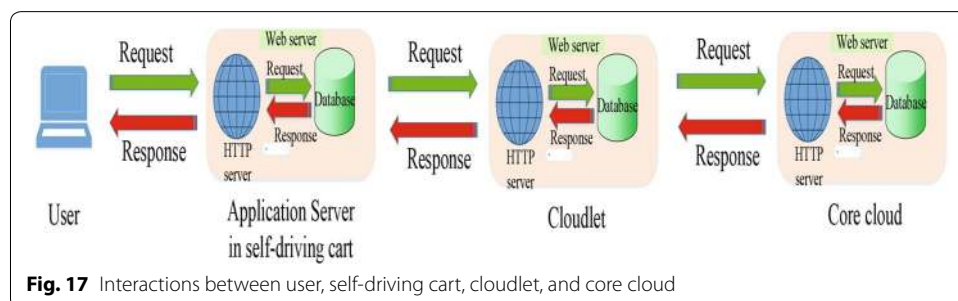 Request
Response
User
Web server
Request
Response
Database
HTTP
server
Application Server
in self-driving cart
Request
Response
Web server
Request
Response
Database
HTTP
server
Cloudlet
Request
Response
Web server
Request
Response
Database
HTTP
server
Core cloud
Fig. 17 Interactions between user, self-driving cart, cloudlet, and core cloud